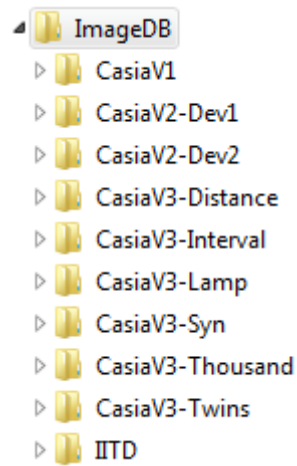 ImageDB
CasiaV1
CasiaV2-Dev1
CasiaV2-Dev2
CasiaV3-Distance
CasiaV3-Interval
CasiaV3-Lamp
CasiaV3-Syn
CasiaV3-Thousand
CasiaV3-Twins
IITD